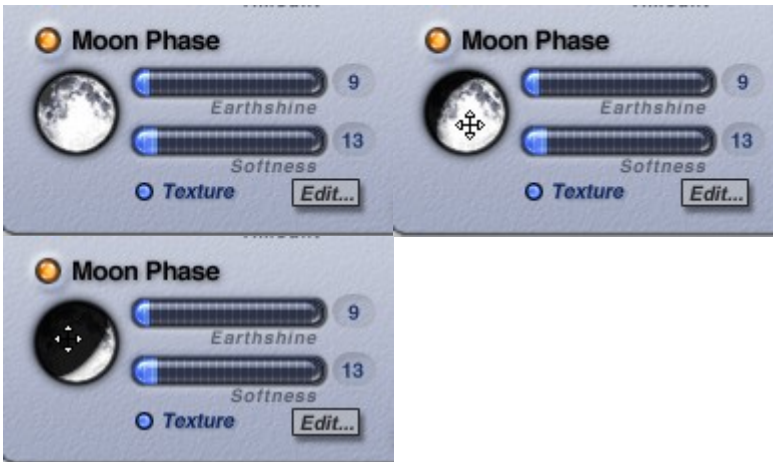 Moon Phase
9
Earthshine
13
Softness
Texture Edit...
Moon Phase
9
Earthshine
13
Softness
Texture Edit...
Moon Phase
9
Earthshine
13
Softness
Texture Edit...